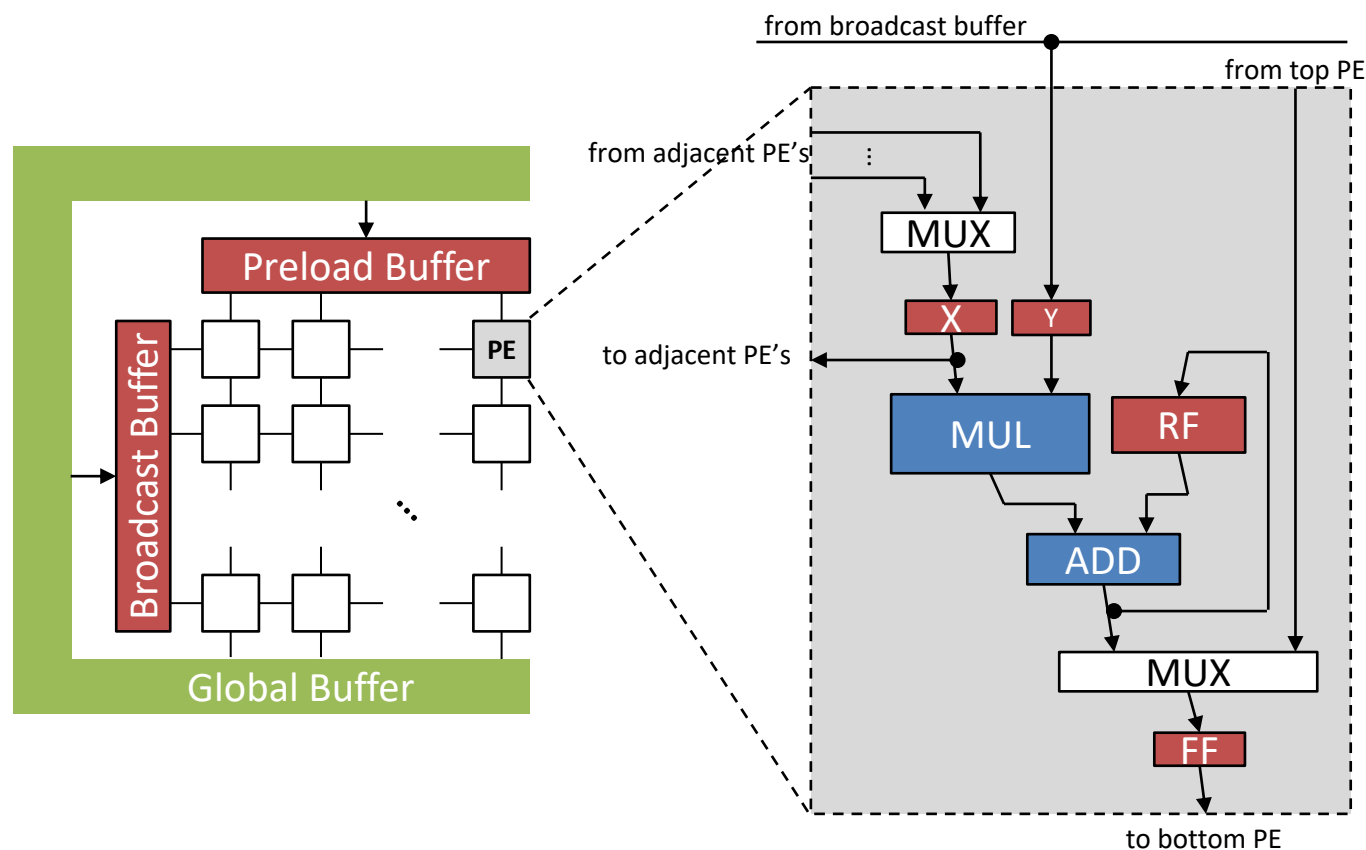 from broadcast buffer
from top PE
from adjacent PE's
...
MUX
Preload Buffer
X
Y
PE
to adjacent PE's
Broadcast Buffer
MUL
RF
...
ADD
MUX
Global Buffer
FF
to bottom PE